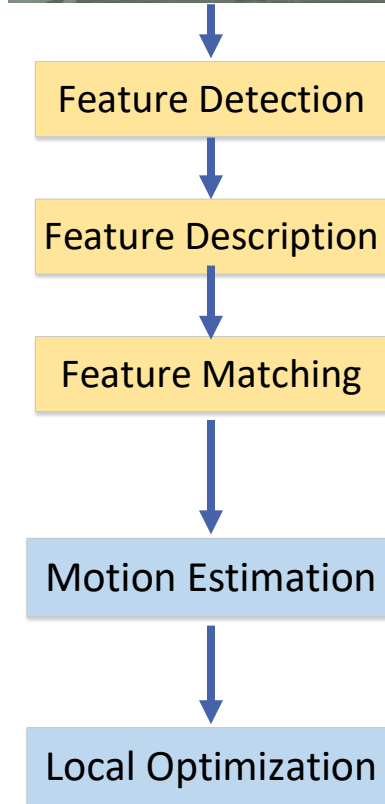 Feature Detection
Feature Description
Feature Matching
Motion Estimation
Local Optimization